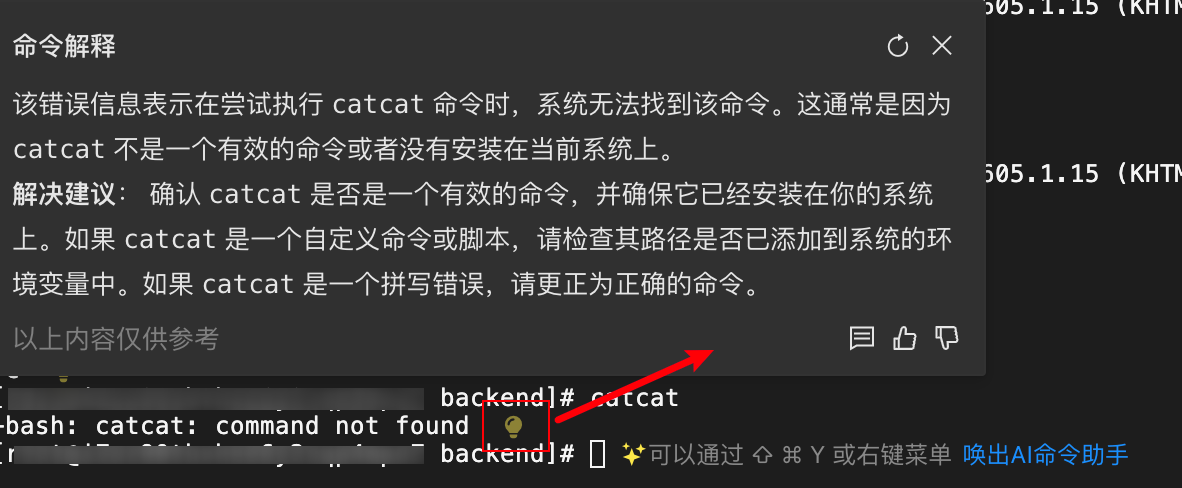 605.1.15 (KHTM
命令解释
该错误信息表示在尝试执行 catcat 命令时，系统无法找到该命令。这通常是因为
catcat 不是一个有效的命令或者没有安装在当前系统上。
605.1.15 (KHTM
解决建议： 确认 catcat 是否是一个有效的命令，并确保它已经安装在你的系统
上。如果 catcat 是一个自定义命令或脚本，请检查其路径是否已添加到系统的环
境变量中。如果 catcat 是一个拼写错误，请更正为正确的命令。
以上内容仅供参考
backend]# catcat
-bash: catcat: command not found
backend]# ✨可以通过 ⇧ ⌘ Y 或右键菜单 唤出AI命令助手